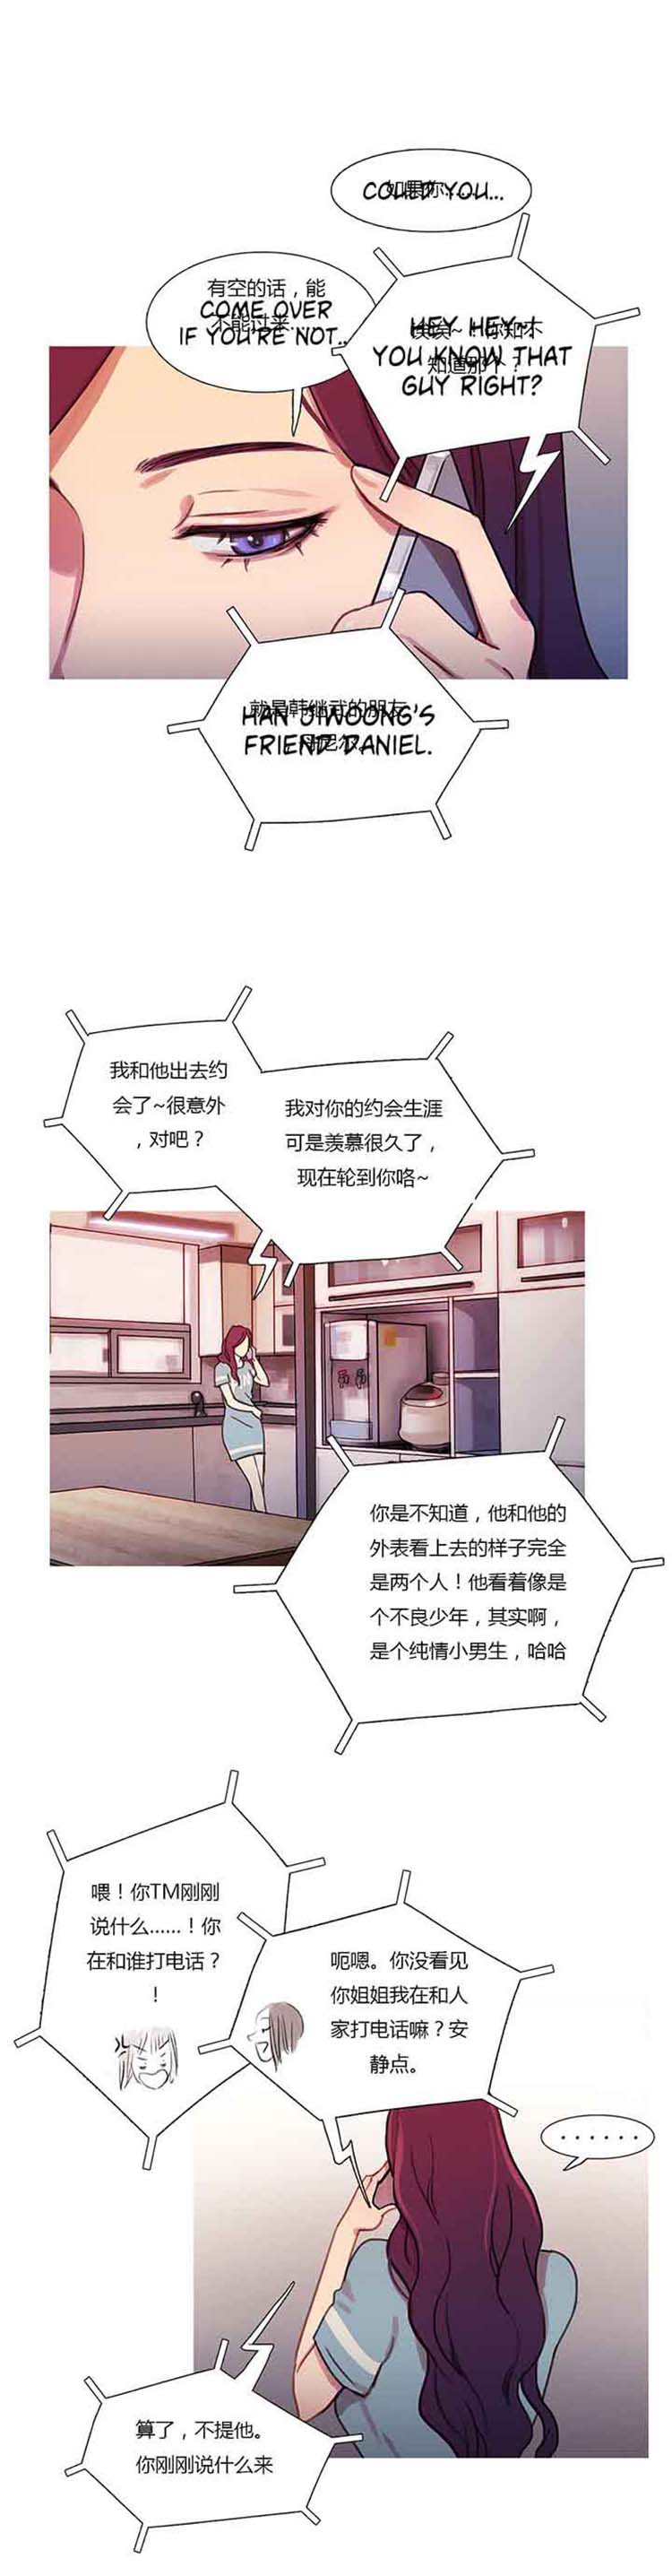 COULD YOU...
有空的话，能
COME OVER
IF YOU'RE NOT...
HEY HEY~
YOU KNOW THAT
GUY RIGHT?
HAN JIWOONG'S
FRIEND DANIEL.
我和他出去约
会了~很意外
，对吧？
我对你的约会生涯
可是羡慕很久了，
现在轮到你咯~
你是不知道，他和他的
外表看上去的样子完全
是两个人！他看着像是
个不良少年，其实啊，
是个纯情小男生，哈哈
喂！你TM刚刚
说什么……！你
在和谁打电话？
！
呃嗯。你没看见
你姐姐我在和人
家打电话嘛？安
静点。
······
算了，不提他。
你刚刚说什么来